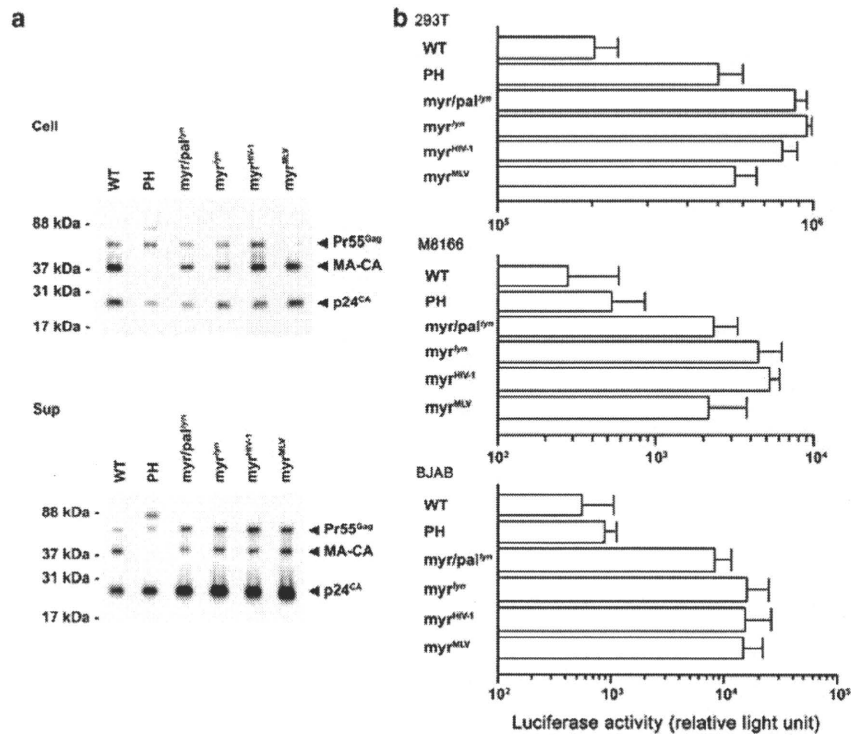 a
Cell
WT PH myr/pal^lyn myr^lyn myr^HIV-1 myr^MLV
88 kDa -
◄ Pr55^Gag
37 kDa -
◄ MA-CA
31 kDa -
◄ p24^CA
17 kDa -
Sup
WT PH myr/pal^lyn myr^lyn myr^HIV-1 myr^MLV
88 kDa -
◄ Pr55^Gag
37 kDa -
◄ MA-CA
31 kDa -
◄ p24^CA
17 kDa -
b
293T
WT
PH
myr/pal^lyn
myr^lyn
myr^HIV-1
myr^MLV
10^5 10^6
M8166
WT
PH
myr/pal^lyn
myr^lyn
myr^HIV-1
myr^MLV
10^2 10^3 10^4
BJAB
WT
PH
myr/pal^lyn
myr^lyn
myr^HIV-1
myr^MLV
10^2 10^3 10^4 10^5
Luciferase activity (relative light unit)